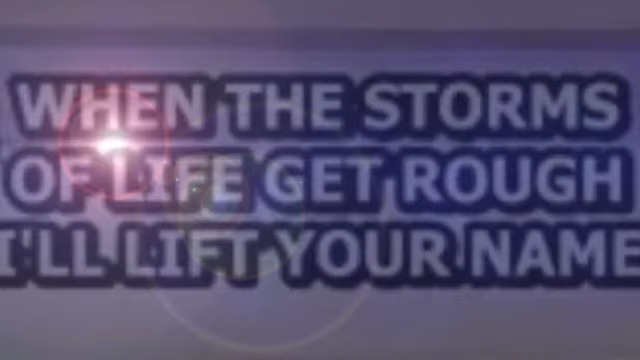 WHEN THE STORMS
OF LIFE GET ROUGH
I'LL LIFT YOUR NAME